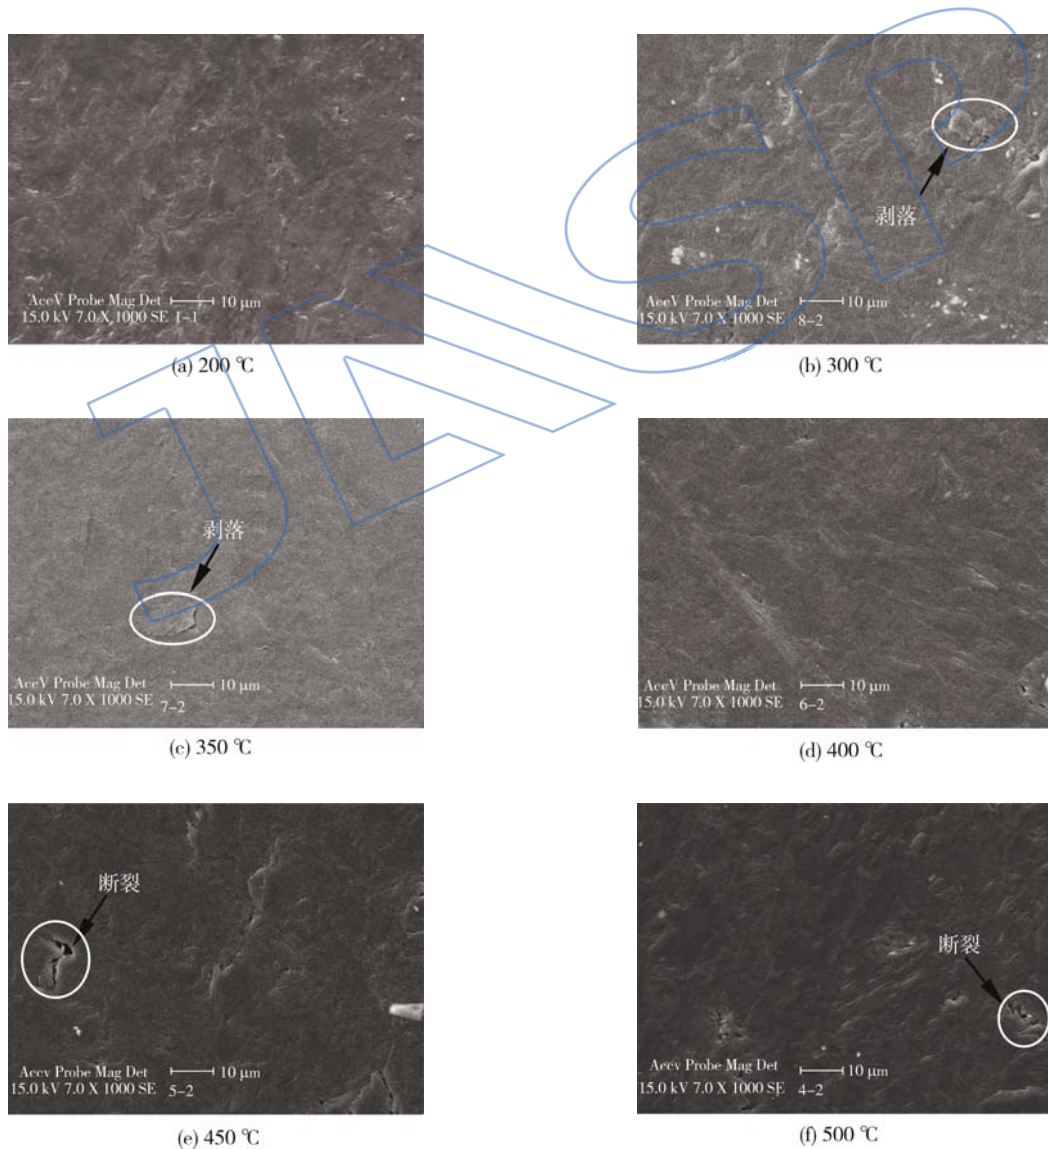 剥落
AccV Probe Mag Det 10 μm
15.0 kV 7.0 X 1000 SE 1-1
AccV Probe Mag Det 10 μm
15.0 kV 7.0 X 1000 SE 8-2
(a) 200 ℃
(b) 300 ℃
剥落
AccV Probe Mag Det 10 μm
15.0 kV 7.0 X 1000 SE 7-2
AccV Probe Mag Det 10 μm
15.0 kV 7.0 X 1000 SE 6-2
(c) 350 ℃
(d) 400 ℃
断裂
断裂
Accv Probe Mag Det 10 μm
15.0 kV 7.0 X 1000 SE 5-2
Accv Probe Mag Det 10 μm
15.0 kV 7.0 X 1000 SE 4-2
(e) 450 ℃
(f) 500 ℃
JWSTP